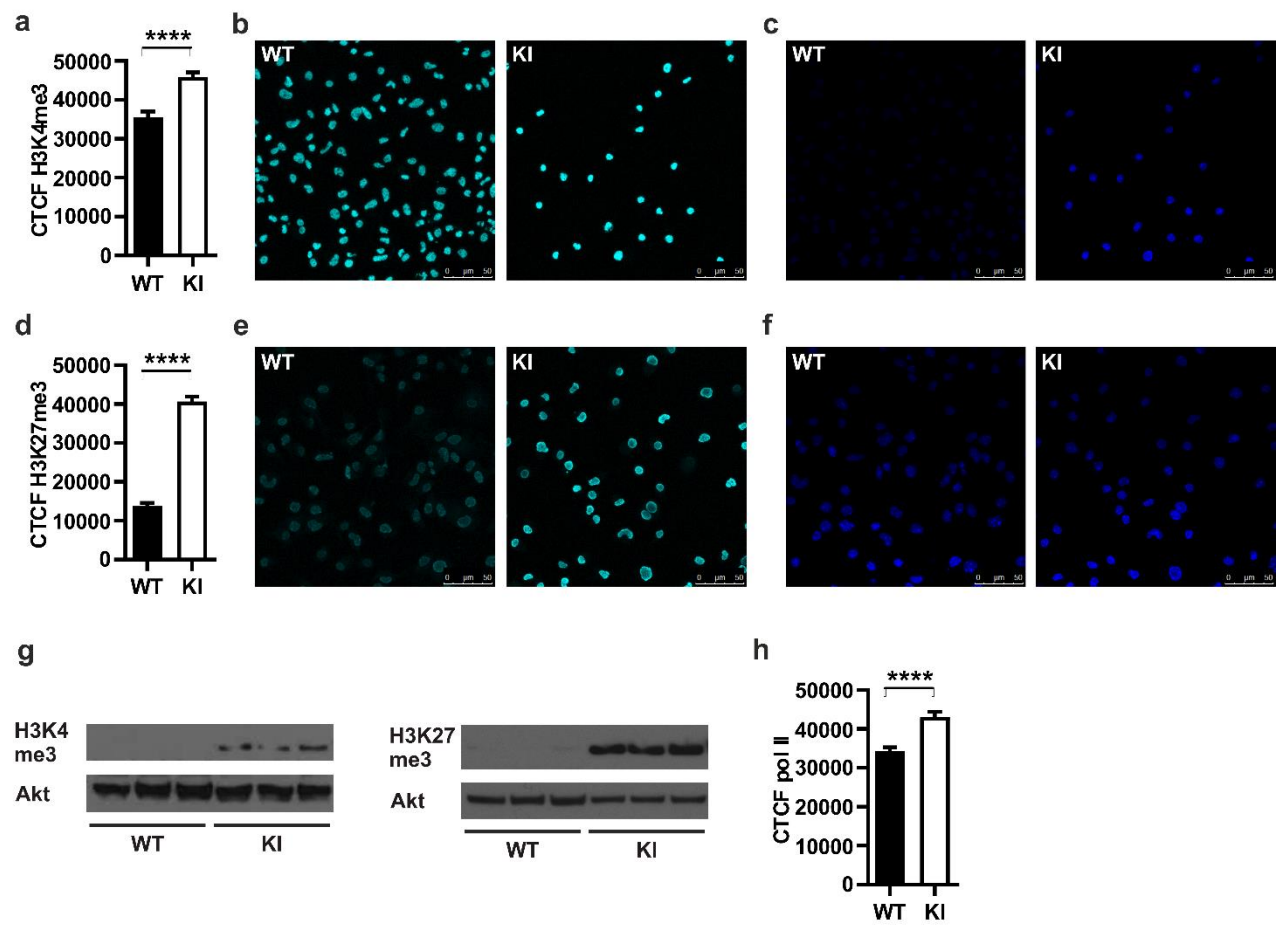 a
****
CTCF H3K4me3
50000
40000
30000
20000
10000
0
WT KI
b
WT
0 µm 50
KI
0 µm 50
c
WT
0 µm 50
KI
0 µm 50
d
****
CTCF H3K27me3
50000
40000
30000
20000
10000
0
WT KI
e
WT
0 µm 50
KI
0 µm 50
f
WT
0 µm 50
KI
0 µm 50
g
H3K4
me3
Akt
WT KI
H3K27
me3
Akt
WT KI
h
****
CTCF pol II
50000
40000
30000
20000
10000
0
WT KI